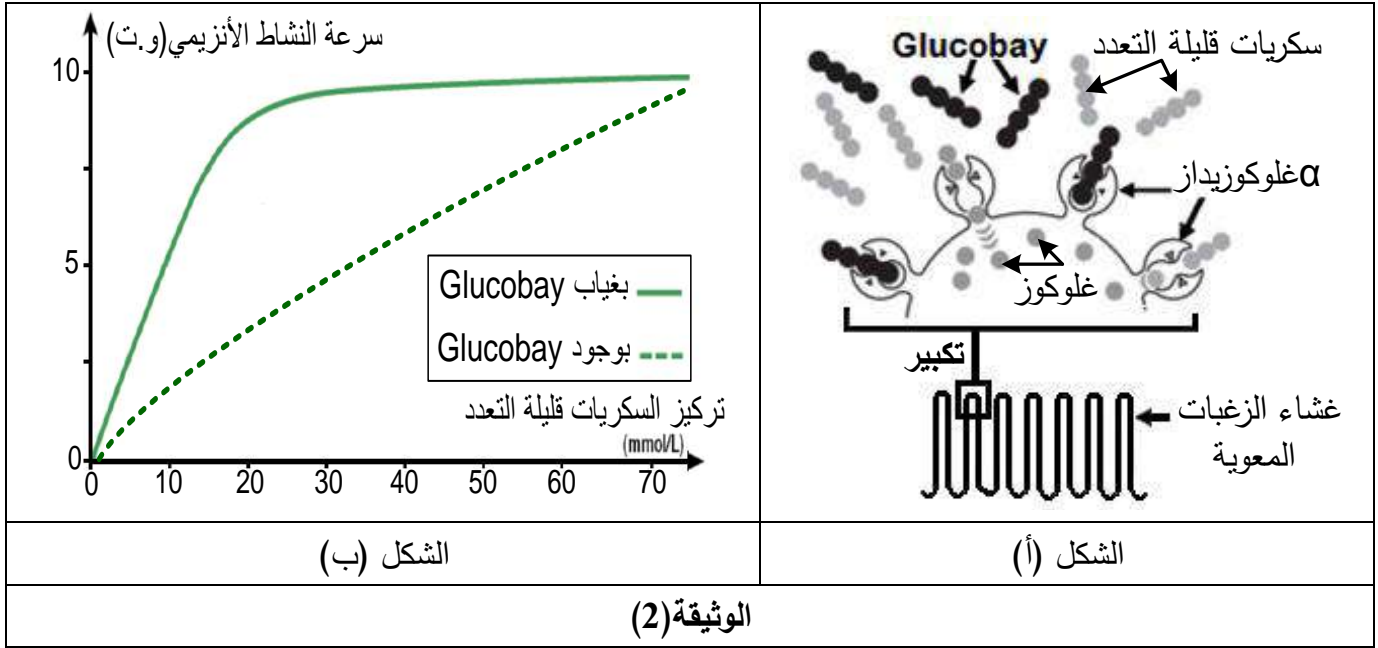 سكريات قليلة التعدد
Glucobay
αغلوكوزيداز
غلوكوز
تكبير
غشاء الزغبات
المعوية
الشكل (أ)
سرعة النشاط الأنزيمي(و.ت)
10
5
0
بغياب Glucobay
بوجود Glucobay
تركيز السكريات قليلة التعدد
(mmol/L)
0 10 20 30 40 50 60 70
الشكل (ب)
الوثيقة(2)